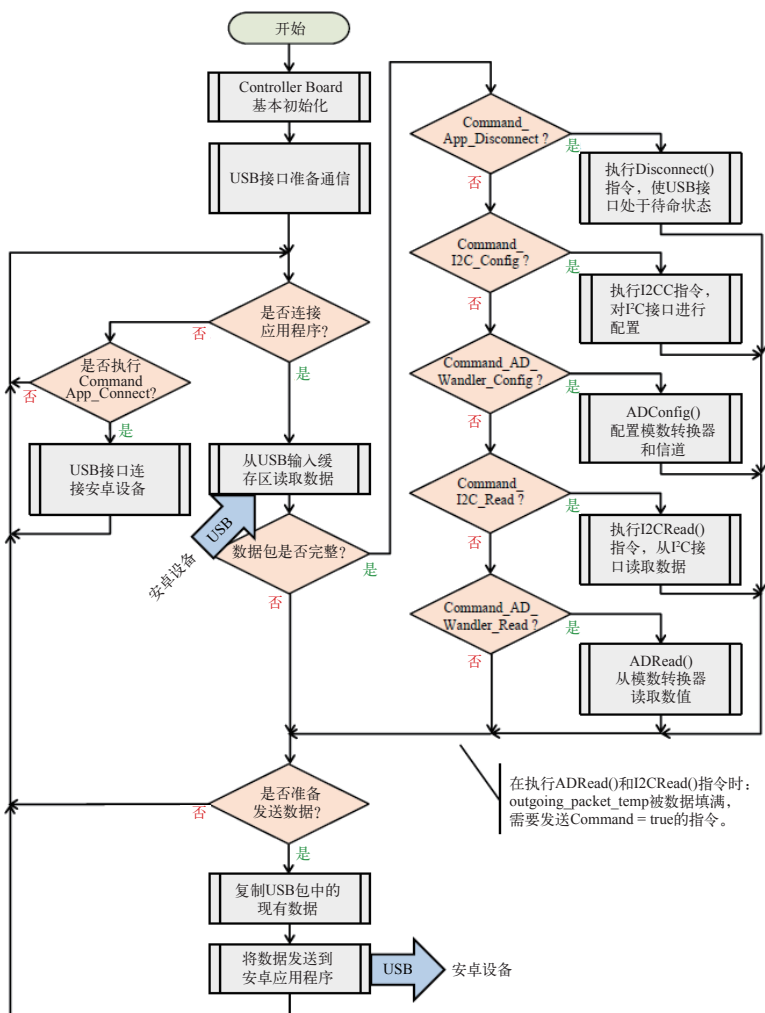 开始
Controller Board
基本初始化
USB接口准备通信
是否连接
应用程序?
否
是
是否执行
Command
App_Connect?
否
是
USB接口连
接安卓设备
从USB输入缓
存区读取数据
USB
安卓设备
数据包是否完整?
是
否
Command_
App_Disconnect ?
是
否
执行Disconnect()
指令，使USB接
口处于待命状态
Command_
I2C_Config ?
是
否
执行I2CC指令，
对I²C接口进行
配置
Command_AD_
Wandler_Config ?
是
否
ADConfig()
配置模数转换器
和信道
Command_
I2C_Read ?
是
否
执行I2CRead()
指令，从I²C接
口读取数据
Command_AD_
Wandler_Read ?
是
否
ADRead()
从模数转换器
读取数值
在执行ADRead()和I2CRead()指令时：
outgoing_packet_temp被数据填满，
需要发送Command = true的指令。
是否准备
发送数据?
否
是
复制USB包中的
现有数据
将数据发送到
安卓应用程序
USB
安卓设备